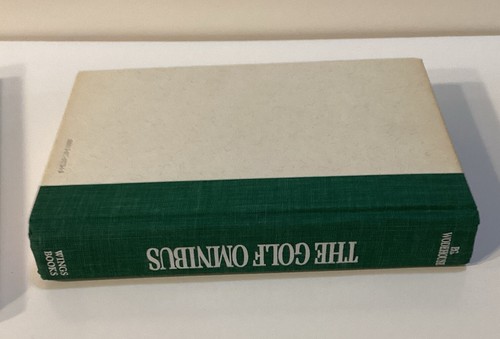 P.G.
WODEHOUSE
THE GOLF OMNIBUS
WINGS
BOOKS